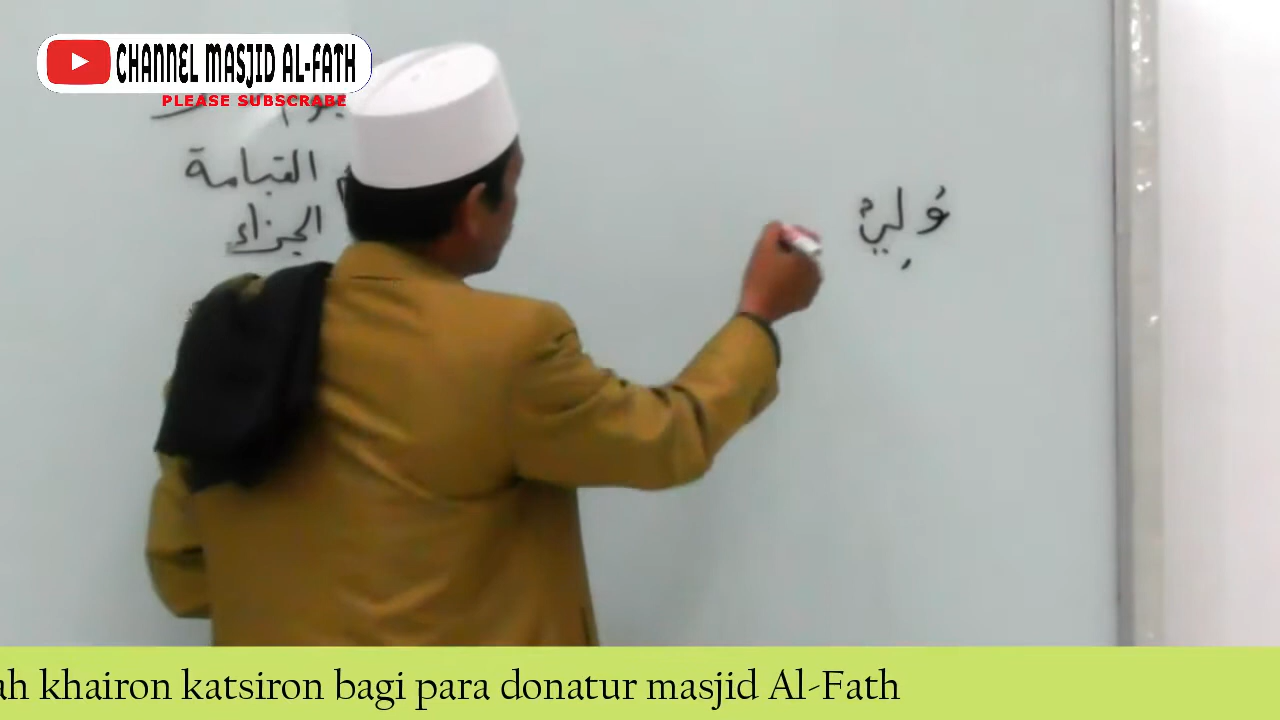 CHANNEL MASJID AL-FATH
PLEASE SUBSCRABE
القيامة
الجزاء
ah khairon katsiron bagi para donatur masjid Al-Fath